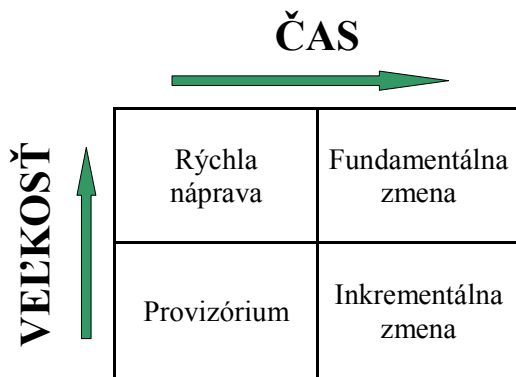 ČAS
VEĽKOSŤ
Rýchla
náprava
Fundamentálna
zmena
Provizórium
Inkrementálna
zmena